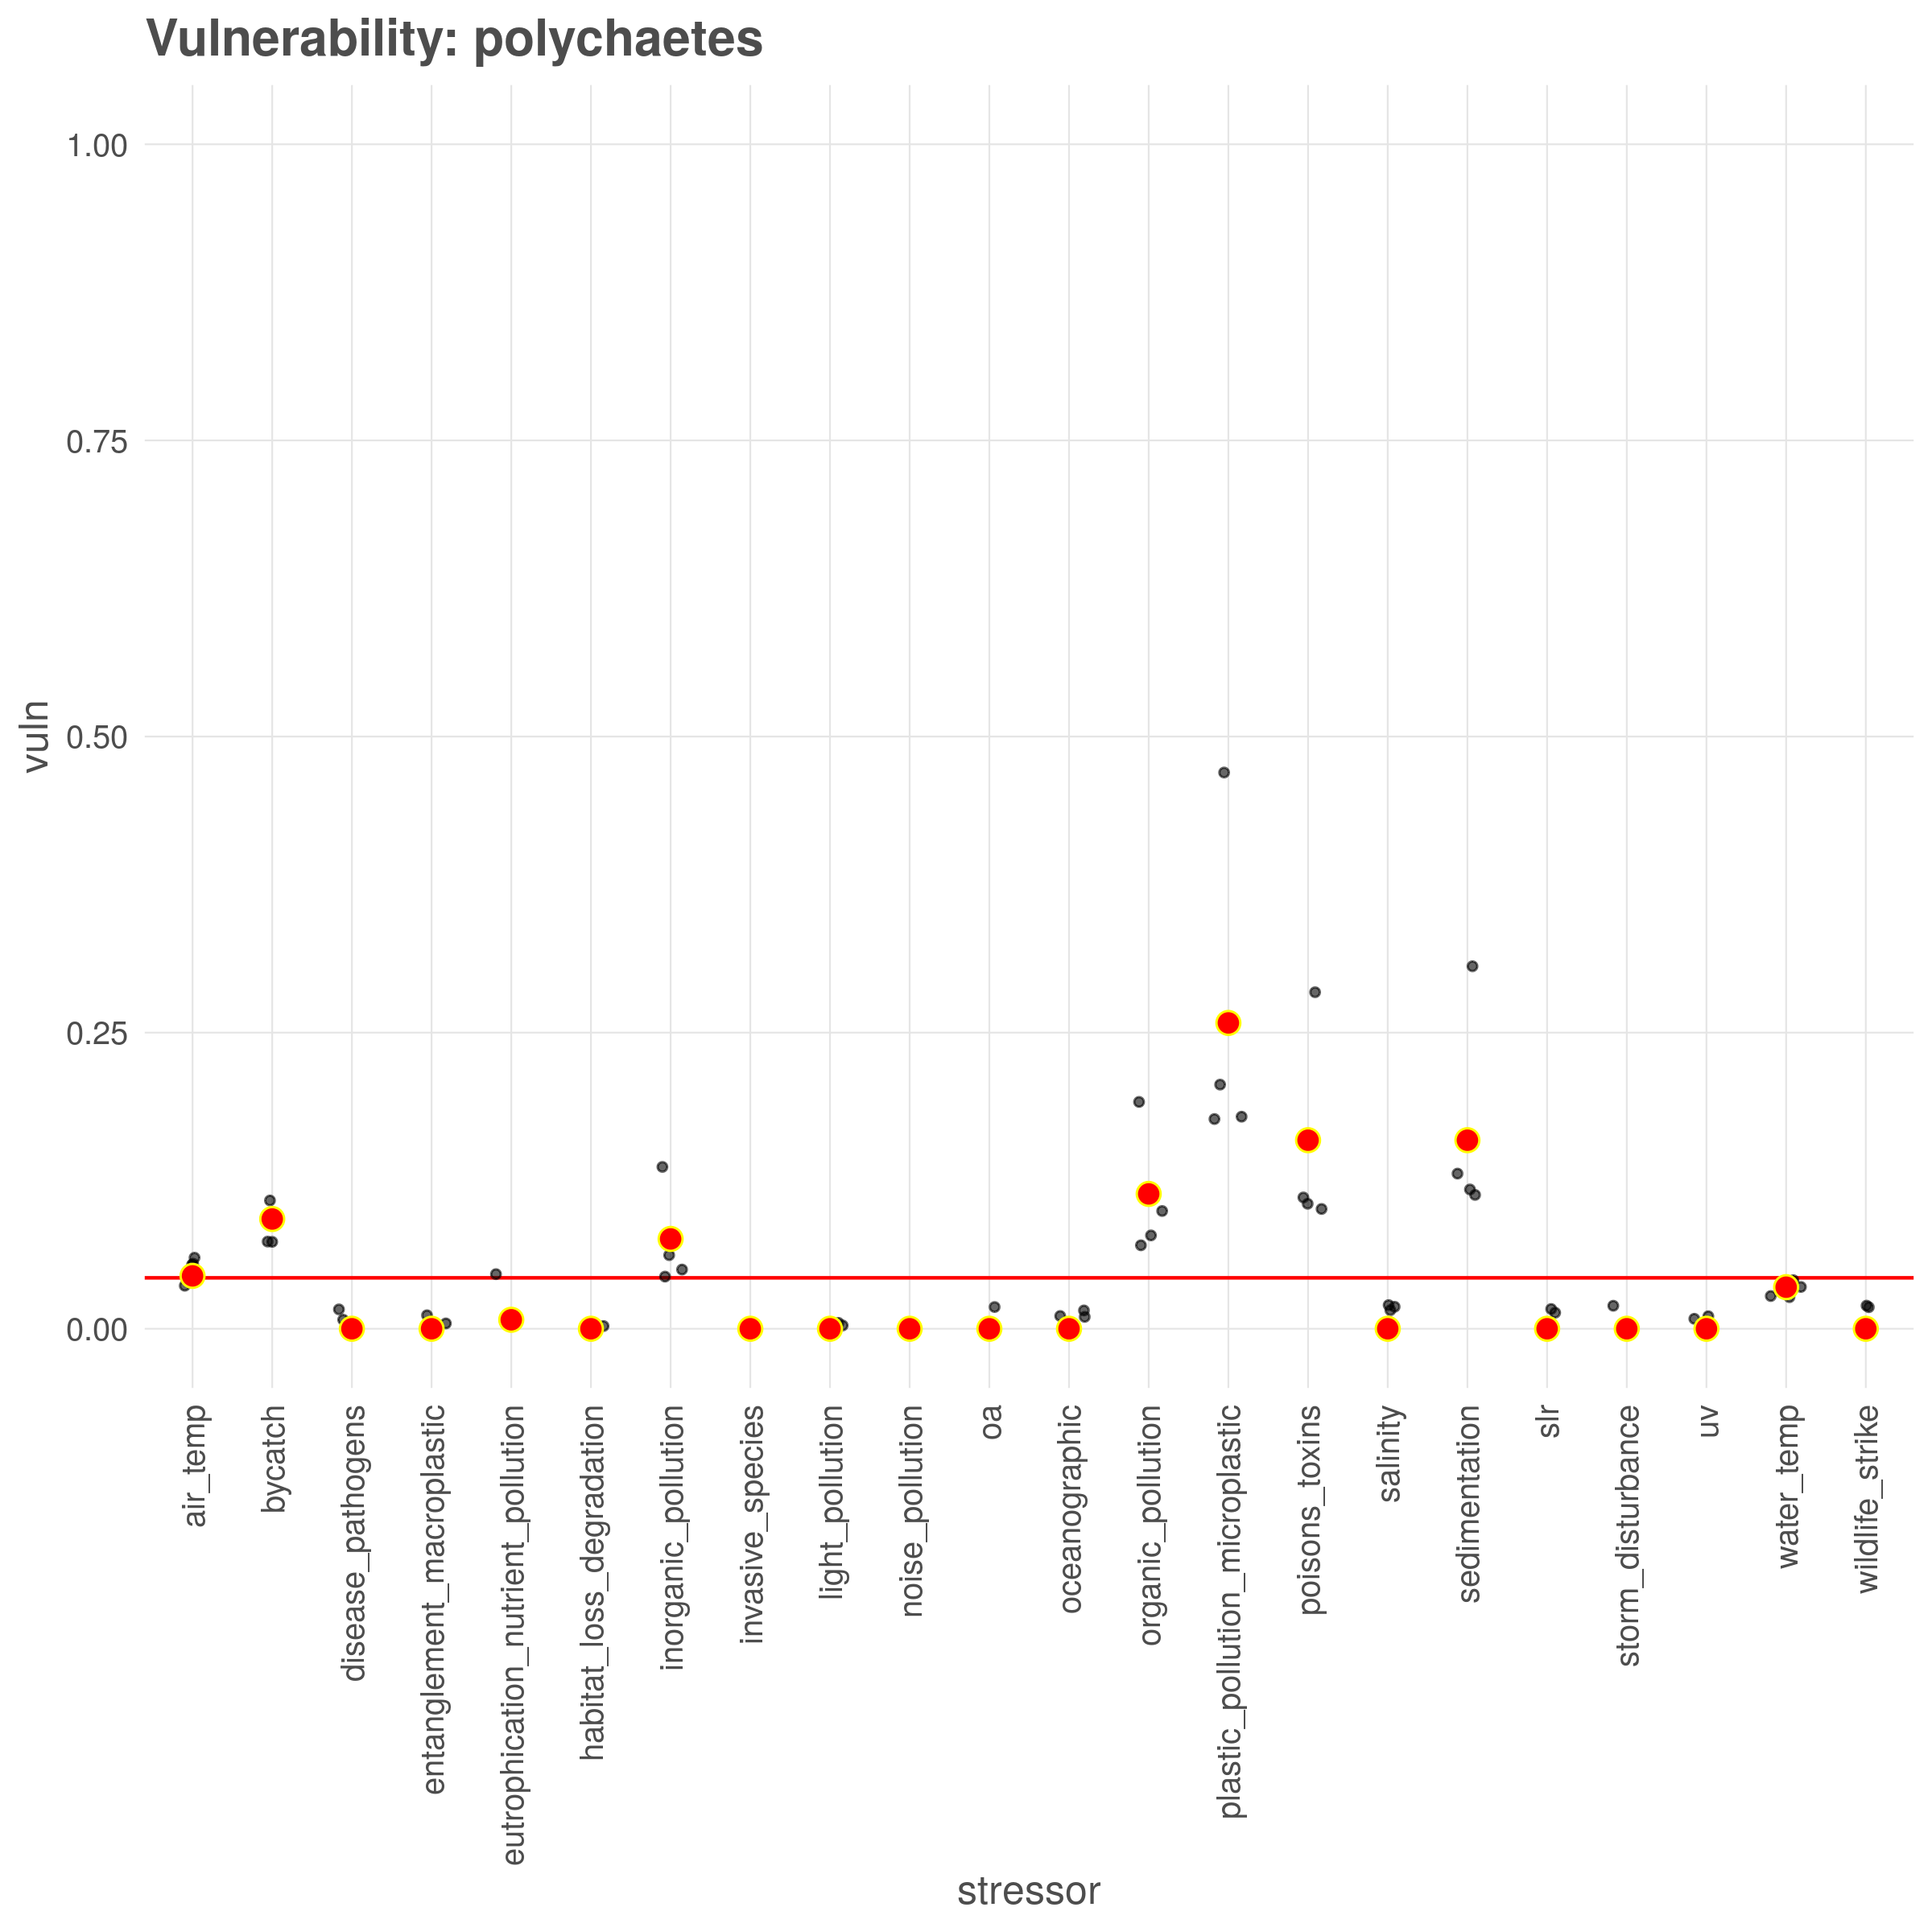 Vulnerability: polychaetes
vuln
1.00
0.75
0.50
0.25
0.00
air_temp
bycatch
disease_pathogens
entanglement_macroplastic
eutrophication_nutrient_pollution
habitat_loss_degradation
inorganic_pollution
invasive_species
light_pollution
noise_pollution
oa
oceanographic
organic_pollution
plastic_pollution_microplastic
poisons_toxins
salinity
sedimentation
slr
storm_disturbance
uv
water_temp
wildlife_strike
stressor